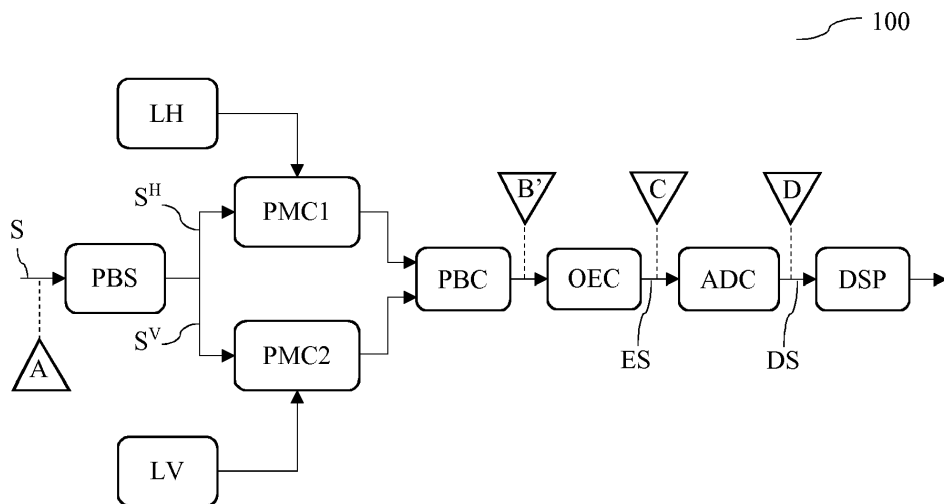 100
LH
S^H
PMC1
B’
C
D
S
PBS
PBC
OEC
ADC
DSP
S^V
A
PMC2
ES
DS
LV